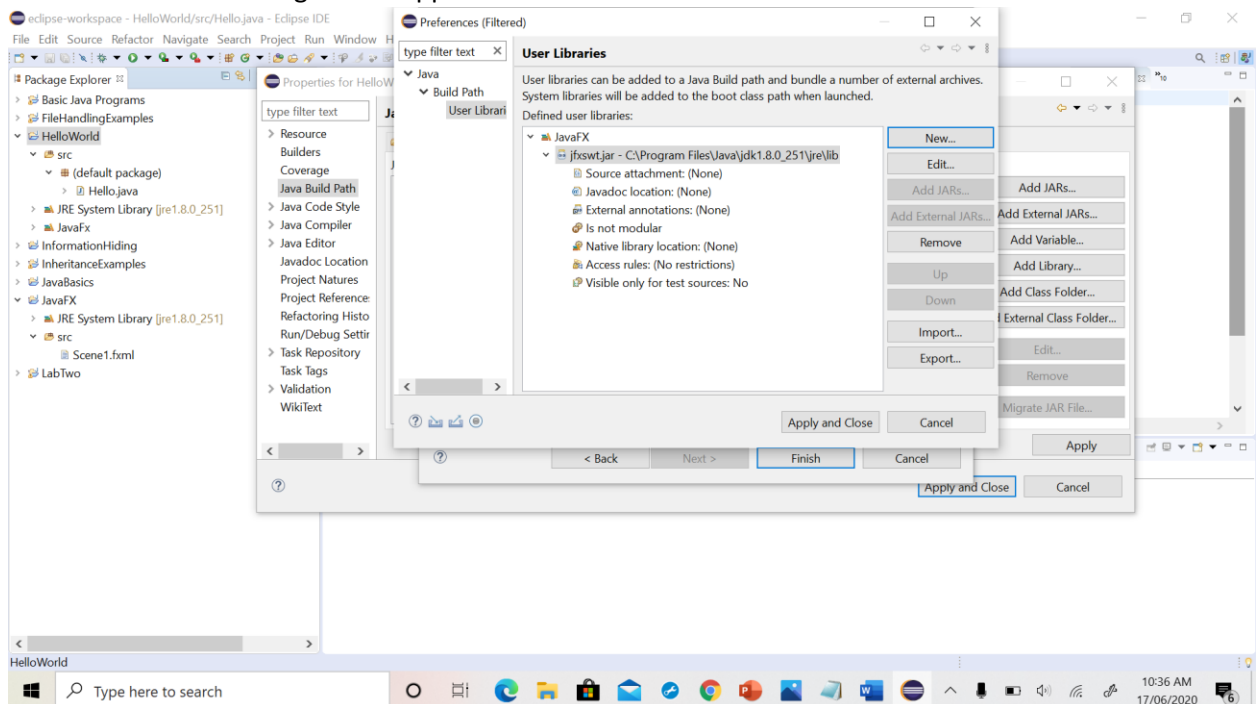 eclipse-workspace - HelloWorld/src/Hello.java - Eclipse IDE
File Edit Source Refactor Navigate Search Project Run Window H
Package Explorer
Basic Java Programs
FileHandlingExamples
HelloWorld
src
(default package)
Hello.java
JRE System Library [jre1.8.0_251]
JavaFx
InformationHiding
InheritanceExamples
JavaBasics
JavaFX
JRE System Library [jre1.8.0_251]
src
Scene1.fxml
LabTwo
Properties for HelloW
type filter text
Resource
Builders
Coverage
Java Build Path
Java Code Style
Java Compiler
Java Editor
Javadoc Location
Project Natures
Project Reference
Refactoring Histo
Run/Debug Settir
Task Repository
Task Tags
Validation
WikiText
Preferences (Filtered)
type filter text
Java
Build Path
User Librari
User Libraries
User libraries can be added to a Java Build path and bundle a number of external archives.
System libraries will be added to the boot class path when launched.
Defined user libraries:
JavaFX
jfxswt.jar - C:\Program Files\Java\jdk1.8.0_251\jre\lib
Source attachment: (None)
Javadoc location: (None)
External annotations: (None)
Is not modular
Native library location: (None)
Access rules: (No restrictions)
Visible only for test sources: No
New...
Edit...
Add JARs...
Add External JARs...
Remove
Up
Down
Import...
Export...
Apply and Close Cancel
Add JARs...
Add External JARs...
Add Variable...
Add Library...
Add Class Folder...
External Class Folder...
Edit...
Remove
Migrate JAR File...
Apply
< Back Next > Finish Cancel
Apply and Close Cancel
HelloWorld
Type here to search
10:36 AM
17/06/2020